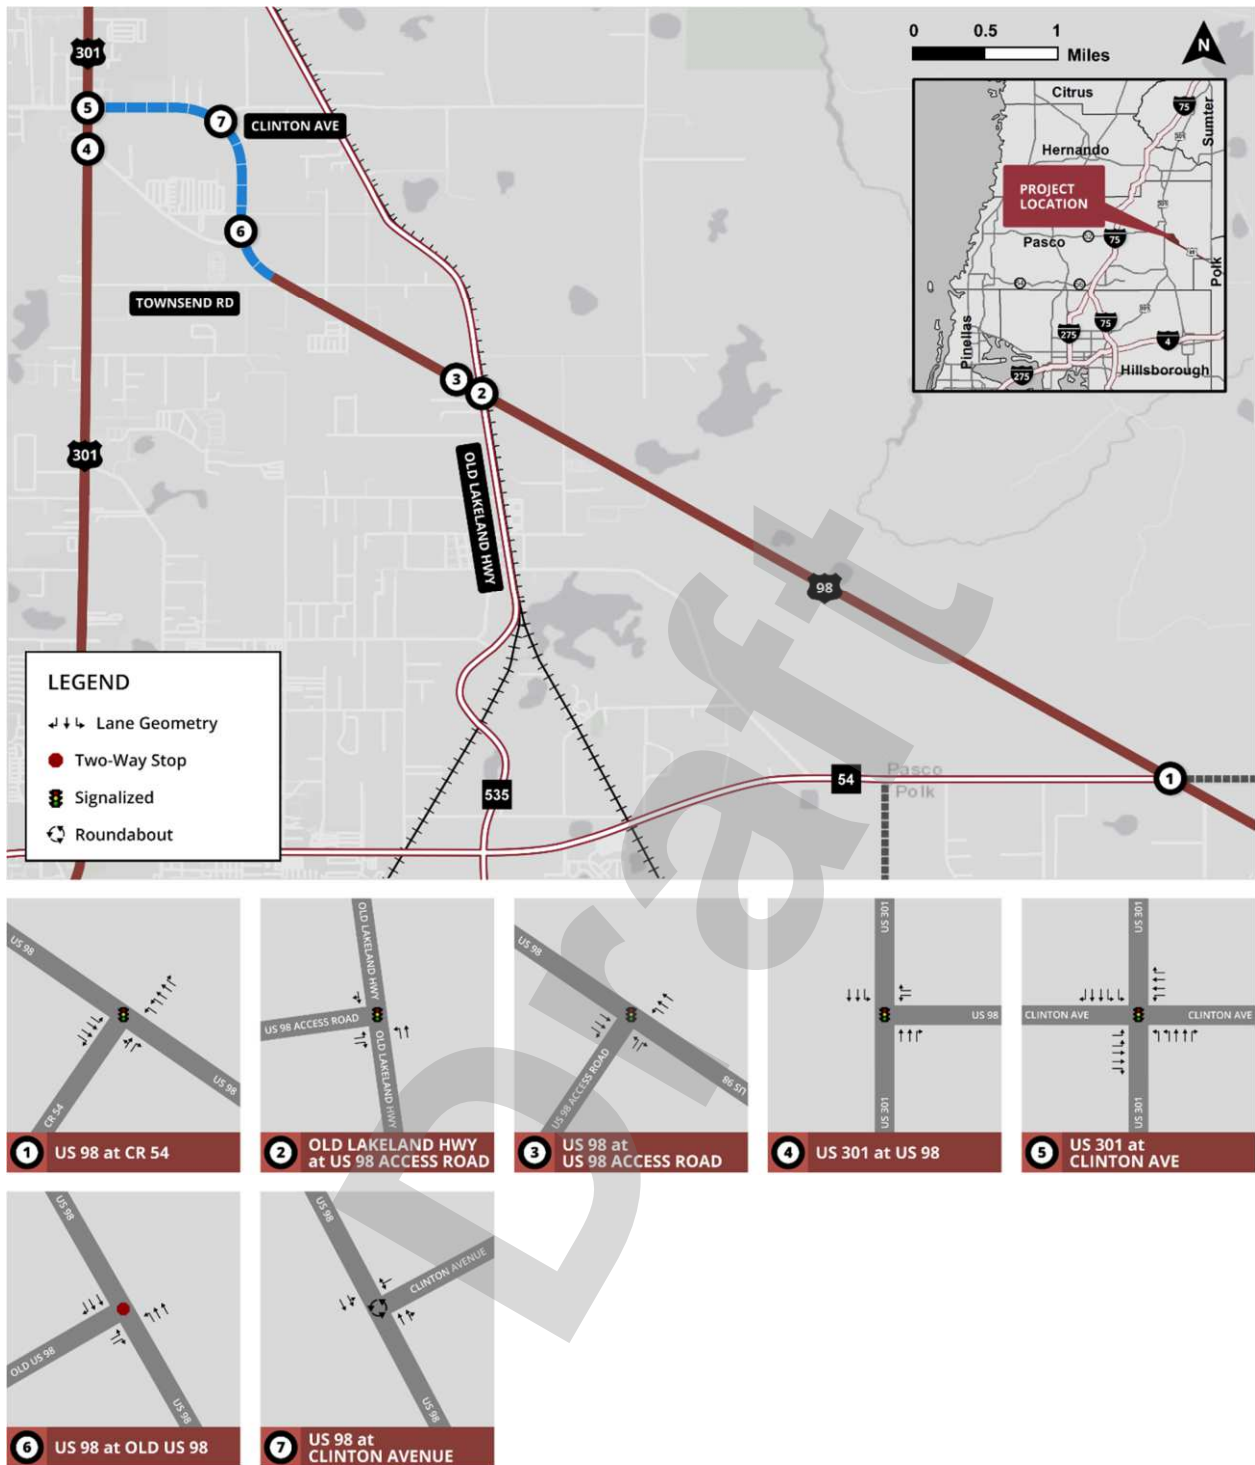 301
5
7
CLINTON AVE
4
6
TOWNSEND RD
3
2
301
OLD LAKELAND HWY
98
0 0.5 1
Miles
N
Citrus
75
Sumter
Hernando
PROJECT
LOCATION
Pasco
75
Polk
Pinellas
275
75
4
275
Hillsborough
LEGEND
Lane Geometry
Two-Way Stop
Signalized
Roundabout
535
54
Pasco
Polk
1
Draft
US 98
CR 54
US 98
1 US 98 at CR 54
OLD LAKELAND HWY
US 98 ACCESS ROAD
OLD LAKELAND HWY
2 OLD LAKELAND HWY
at US 98 ACCESS ROAD
US 98
US 98 ACCESS ROAD
US 98
3 US 98 at
US 98 ACCESS ROAD
US 301
US 98
US 301
4 US 301 at US 98
US 301
CLINTON AVE
CLINTON AVE
US 301
5 US 301 at
CLINTON AVE
US 98
OLD US 98
US 98
6 US 98 at OLD US 98
US 98
CLINTON AVENUE
US 98
7 US 98 at
CLINTON AVENUE